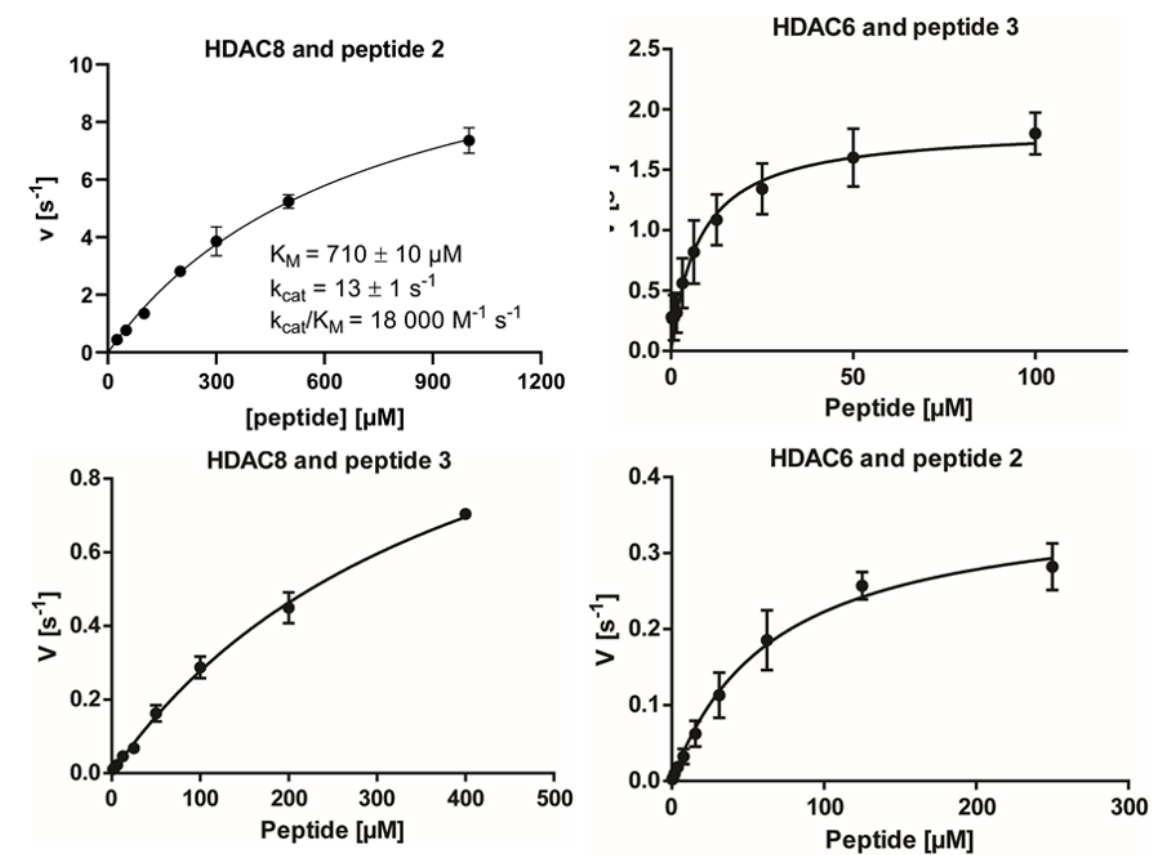 HDAC8 and peptide 2
10
8
6
4
2
0
v [s⁻¹]
K_M = 710 ± 10 µM
k_cat = 13 ± 1 s⁻¹
k_cat/K_M = 18 000 M⁻¹ s⁻¹
0 300 600 900 1200
[peptide] [µM]
HDAC6 and peptide 3
2.5
2.0
1.5
1.0
0.5
0.0
0 50 100
Peptide [µM]
HDAC8 and peptide 3
0.8
0.6
0.4
0.2
0.0
V [s⁻¹]
0 100 200 300 400 500
Peptide [µM]
HDAC6 and peptide 2
0.4
0.3
0.2
0.1
0.0
V [s⁻¹]
0 100 200 300
Peptide [µM]